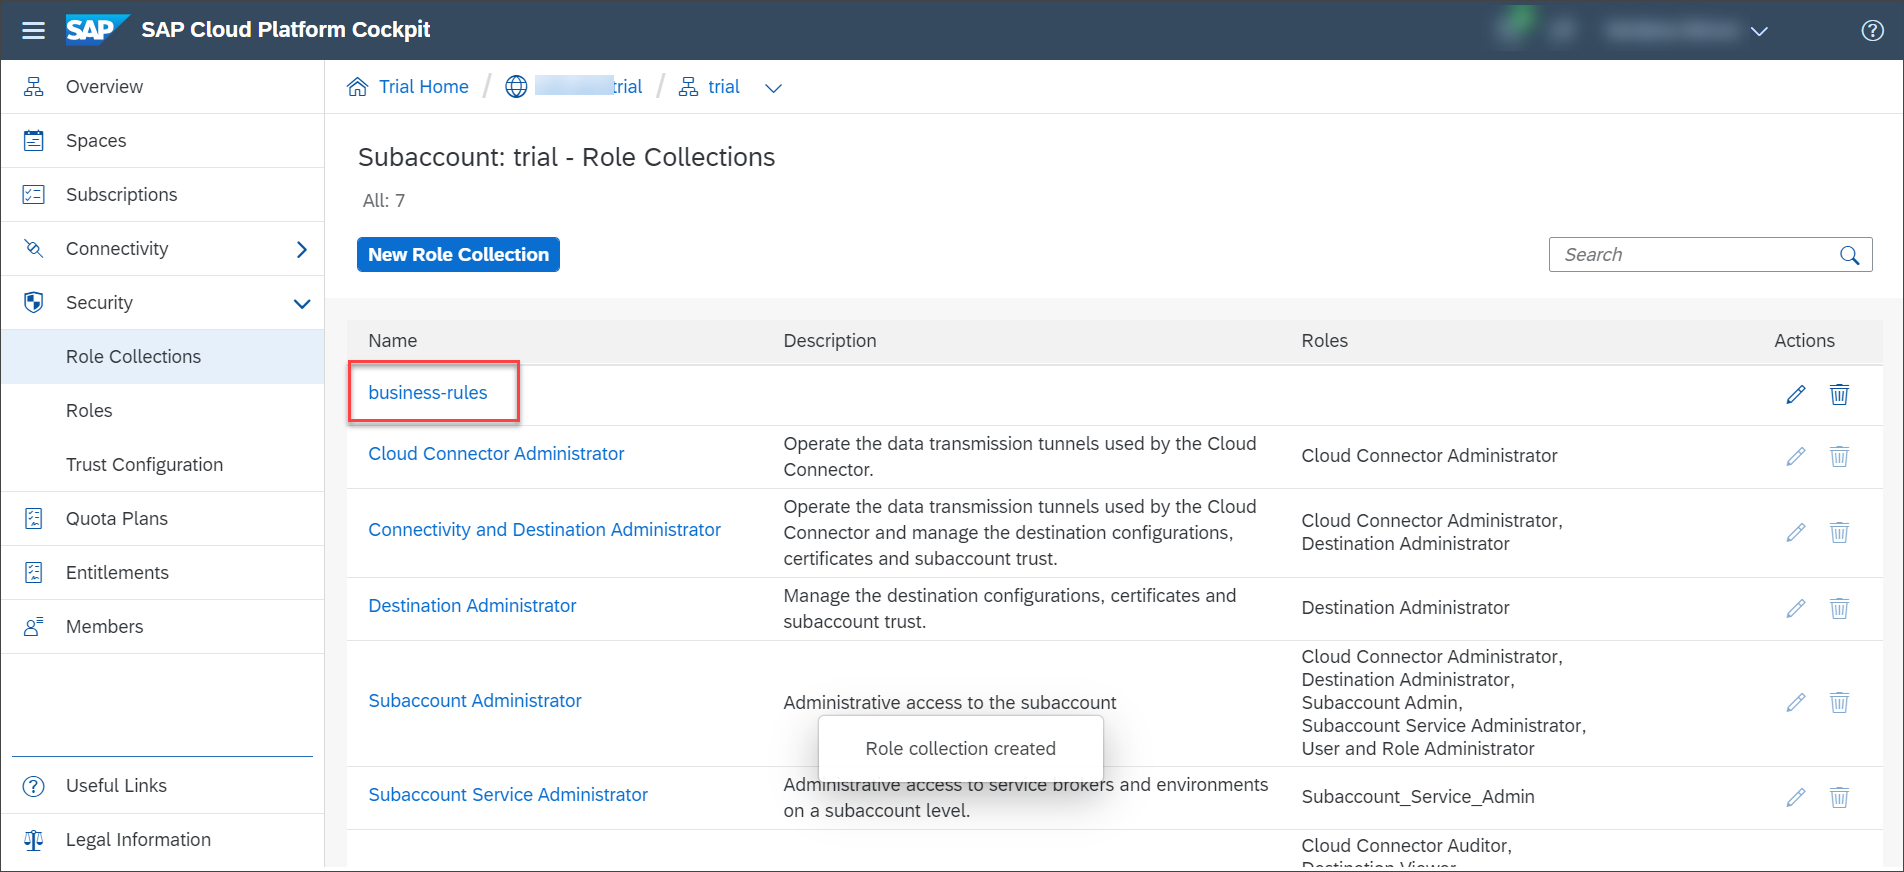 SAP SAP Cloud Platform Cockpit
Overview
Spaces
Subscriptions
Connectivity
Security
Role Collections
Roles
Trust Configuration
Quota Plans
Entitlements
Members
Useful Links
Legal Information
Trial Home / trial / trial
Subaccount: trial - Role Collections
All: 7
New Role Collection
Search
Name Description Roles Actions
business-rules
Cloud Connector Administrator
Operate the data transmission tunnels used by the Cloud
Connector.
Cloud Connector Administrator
Connectivity and Destination Administrator
Operate the data transmission tunnels used by the Cloud
Connector and manage the destination configurations,
certificates and subaccount trust.
Cloud Connector Administrator,
Destination Administrator
Destination Administrator
Manage the destination configurations, certificates and
subaccount trust.
Destination Administrator
Subaccount Administrator
Administrative access to the subaccount
Cloud Connector Administrator,
Destination Administrator,
Subaccount Admin,
Subaccount Service Administrator,
User and Role Administrator
Role collection created
Subaccount Service Administrator
Administrative access to service brokers and environments
on a subaccount level.
Subaccount_Service_Admin
Cloud Connector Auditor,
Destination Viewer